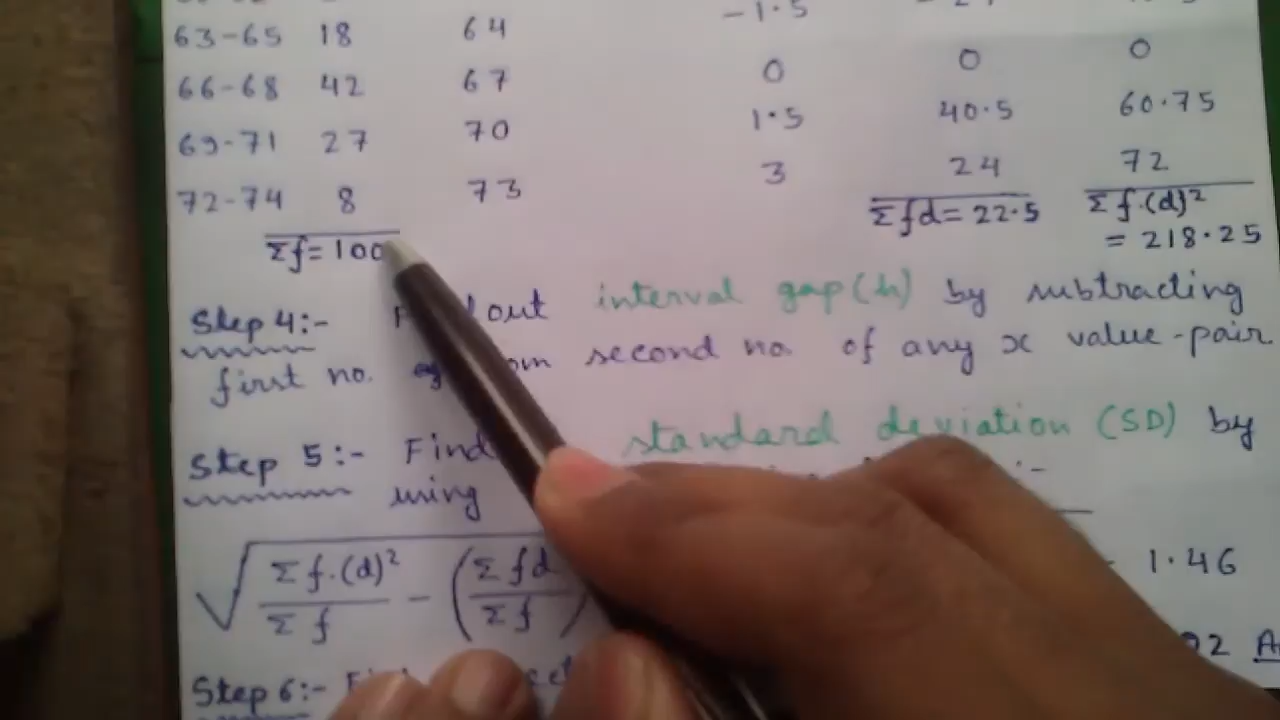 -1.5
63-65 18 64
66-68 42 67 0 0 0
69-71 27 70 1.5 40.5 60.75
72-74 8 73 3 24 72
Σf=100 Σfd=22.5 Σf.(d)²
= 218.25
Step 4:- out interval gap(h) by subtracting
first no. second no. of any x value-pair.
Step 5:- Find standard deviation (SD) by
using :-
√ Σf.(d)² / Σf - ( Σfd / Σf ) 1.46
Step 6:-